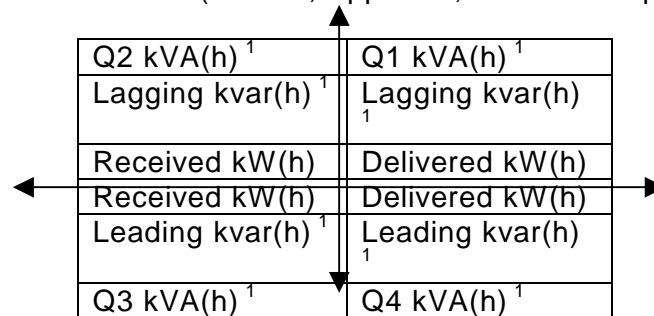 Q2 kVA(h) ¹ Q1 kVA(h) ¹
Lagging kvar(h) ¹ Lagging kvar(h)
¹
Received kW(h) Delivered kW(h)
Received kW(h) Delivered kW(h)
Leading kvar(h) ¹ Leading kvar(h)
¹
Q3 kVA(h) ¹ Q4 kVA(h) ¹